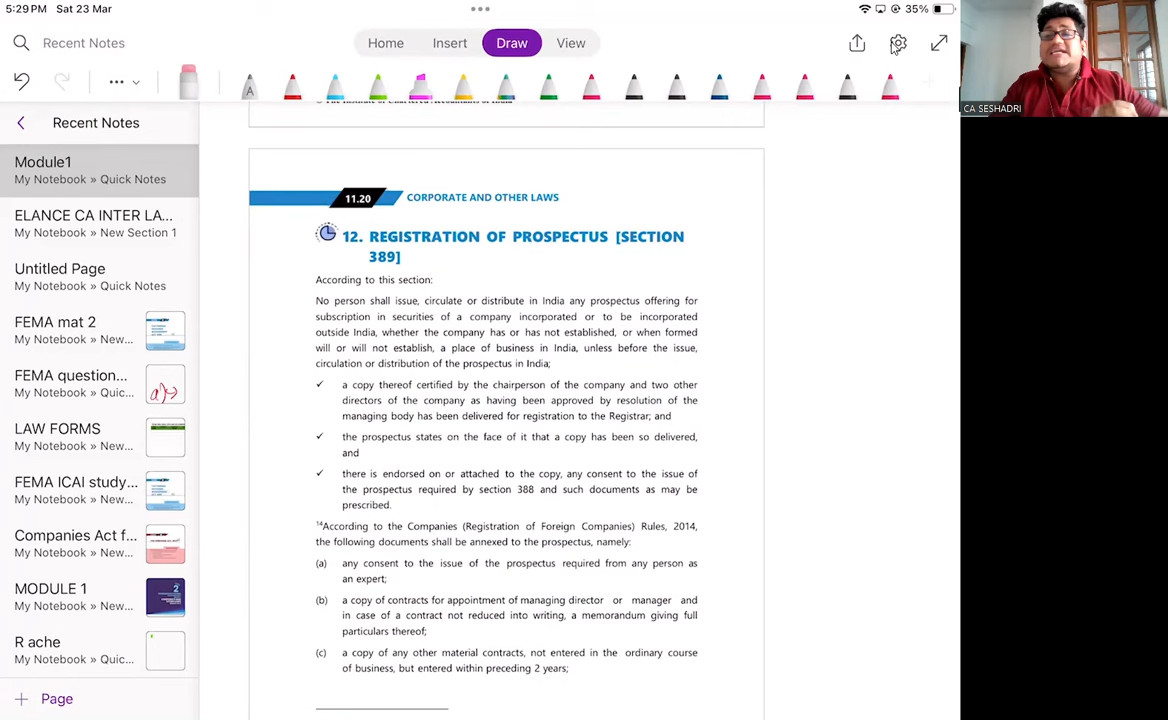 5:29 PM Sat 23 Mar
35%
Recent Notes
Home
Insert
Draw
View
A
CA SESHADRI
Recent Notes
Module1
My Notebook » Quick Notes
ELANCE CA INTER LA...
My Notebook » New Section 1
Untitled Page
My Notebook » Quick Notes
FEMA mat 2
My Notebook » New...
FEMA question...
My Notebook » Quic...
LAW FORMS
My Notebook » New...
FEMA ICAI study...
My Notebook » New...
Companies Act f...
My Notebook » New...
MODULE 1
My Notebook » New...
R ache
My Notebook » Quic...
Page
© The Institute of Chartered Accountants of India
11.20 CORPORATE AND OTHER LAWS
12. REGISTRATION OF PROSPECTUS [SECTION
389]
According to this section:
No person shall issue, circulate or distribute in India any prospectus offering for
subscription in securities of a company incorporated or to be incorporated
outside India, whether the company has or has not established, or when formed
will or will not establish, a place of business in India, unless before the issue,
circulation or distribution of the prospectus in India;
✓ a copy thereof certified by the chairperson of the company and two other
directors of the company as having been approved by resolution of the
managing body has been delivered for registration to the Registrar; and
✓ the prospectus states on the face of it that a copy has been so delivered,
and
✓ there is endorsed on or attached to the copy, any consent to the issue of
the prospectus required by section 388 and such documents as may be
prescribed.
14According to the Companies (Registration of Foreign Companies) Rules, 2014,
the following documents shall be annexed to the prospectus, namely:
(a) any consent to the issue of the prospectus required from any person as
an expert;
(b) a copy of contracts for appointment of managing director or manager and
in case of a contract not reduced into writing, a memorandum giving full
particulars thereof;
(c) a copy of any other material contracts, not entered in the ordinary course
of business, but entered within preceding 2 years;